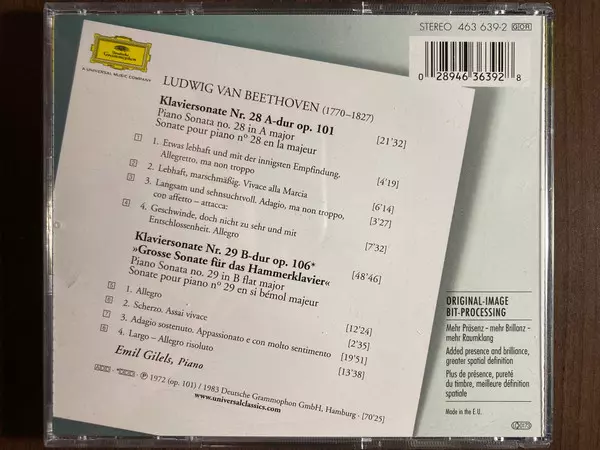 STEREO 463 639-2 GOR
0 28946 36392 8
Deutsche
Grammophon
A UNIVERSAL MUSIC COMPANY
LUDWIG VAN BEETHOVEN (1770–1827)
Klaviersonate Nr. 28 A-dur op. 101 [21'32]
Piano Sonata no. 28 in A major
Sonate pour piano nº 28 en la majeur
1 1. Etwas lebhaft und mit der innigsten Empfindung,
Allegretto, ma non troppo [4'19]
2 2. Lebhaft, marschmäßig. Vivace alla Marcia [6'14]
3 3. Langsam und sehnsuchtvoll. Adagio, ma non troppo,
con affetto – attacca: [3'27]
4 4. Geschwinde, doch nicht zu sehr und mit
Entschlossenheit. Allegro [7'32]
Klaviersonate Nr. 29 B-dur op. 106* [48'46]
»Grosse Sonate für das Hammerklavier«
Piano Sonata no. 29 in B flat major
Sonate pour piano nº 29 en si bémol majeur
5 1. Allegro [12'24]
6 2. Scherzo. Assai vivace [2'35]
7 3. Adagio sostenuto. Appassionato e con molto sentimento [19'51]
8 4. Largo – Allegro risoluto [13'38]
Emil Gilels, Piano
ADD · *DDD · ℗ 1972 (op. 101) / 1983 Deutsche Grammophon GmbH, Hamburg · [70'25]
www.universalclassics.com
ORIGINAL-IMAGE
BIT-PROCESSING
Mehr Präsenz – mehr Brillanz –
mehr Raumklang
Added presence and brilliance,
greater spatial definition
Plus de présence, pureté
du timbre, meilleure définition
spatiale
Made in the E.U.